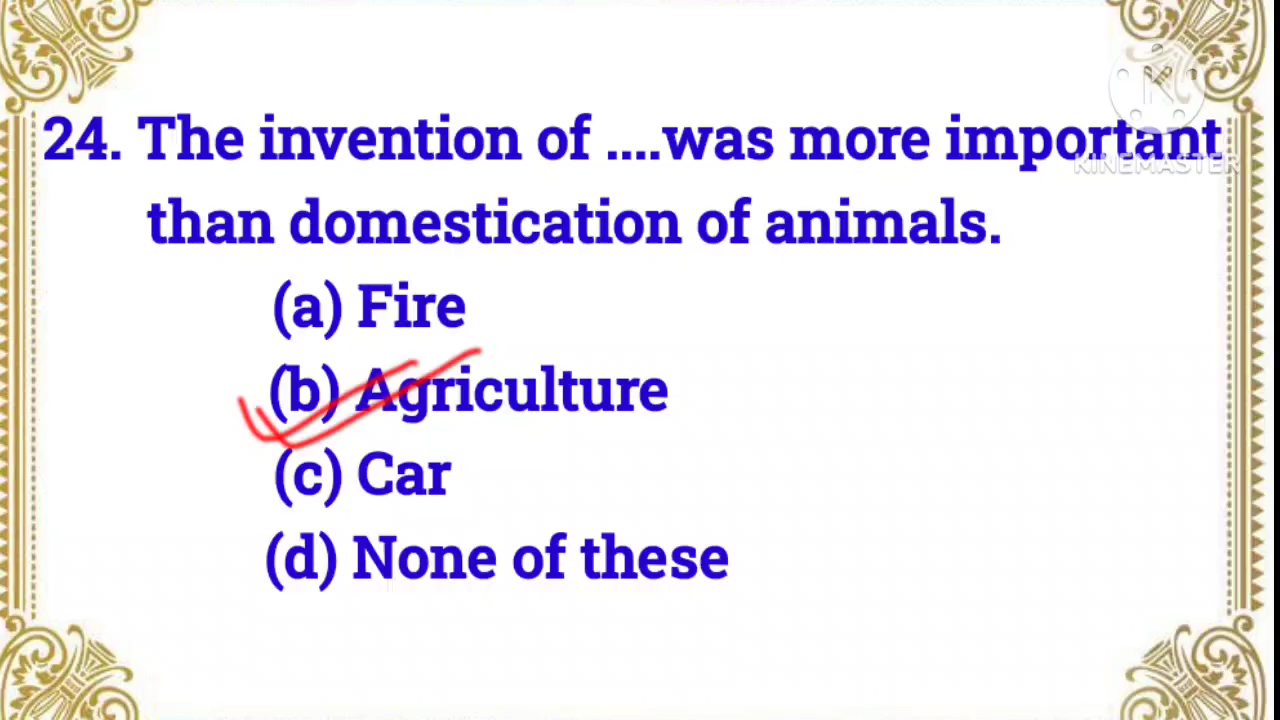 24. The invention of ....was more important
KINEMASTER
than domestication of animals.
(a) Fire
(b) Agriculture
(c) Car
(d) None of these